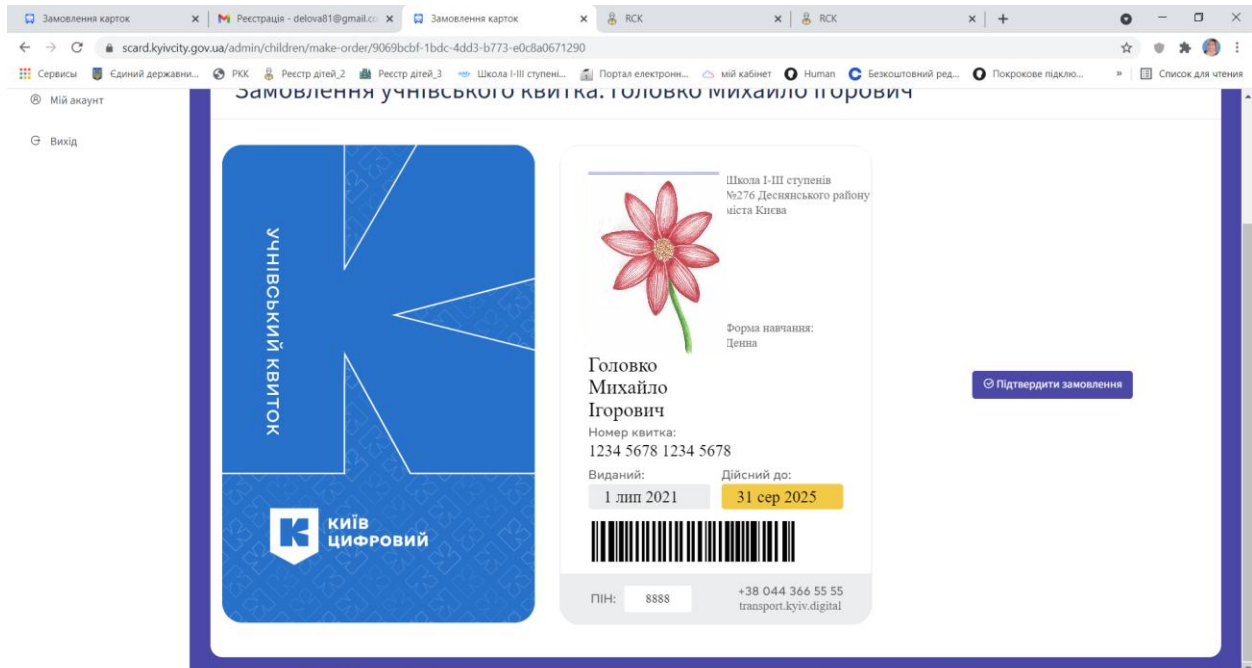 Замовлення карток
Реєстрація - delova81@gmail.co
Замовлення карток
RCK
RCK
scard.kyivcity.gov.ua/admin/children/make-order/9069bcbf-1bdc-4dd3-b773-e0c8a0671290
Сервисы
Єдиний державни...
РКК
Реєстр дітей_2
Реєстр дітей_3
Школа І-ІІІ ступені...
Портал електронн...
мій кабінет
Human
Безкоштовний ред...
Покрокове підклю...
»
Список для чтения
Мій акаунт
Вихід
Замовлення учнівського квитка: Головко Михайло Ігорович
УЧНІВСЬКИЙ КВИТОК
КИЇВ
ЦИФРОВИЙ
Школа І-ІІІ ступенів
№276 Деснянського району
міста Києва
Форма навчання:
Денна
Головко
Михайло
Ігорович
Номер квитка:
1234 5678 1234 5678
Виданий:
Дійсний до:
1 лип 2021
31 сер 2025
ПІН:
8888
+38 044 366 55 55
transport.kyiv.digital
Підтвердити замовлення